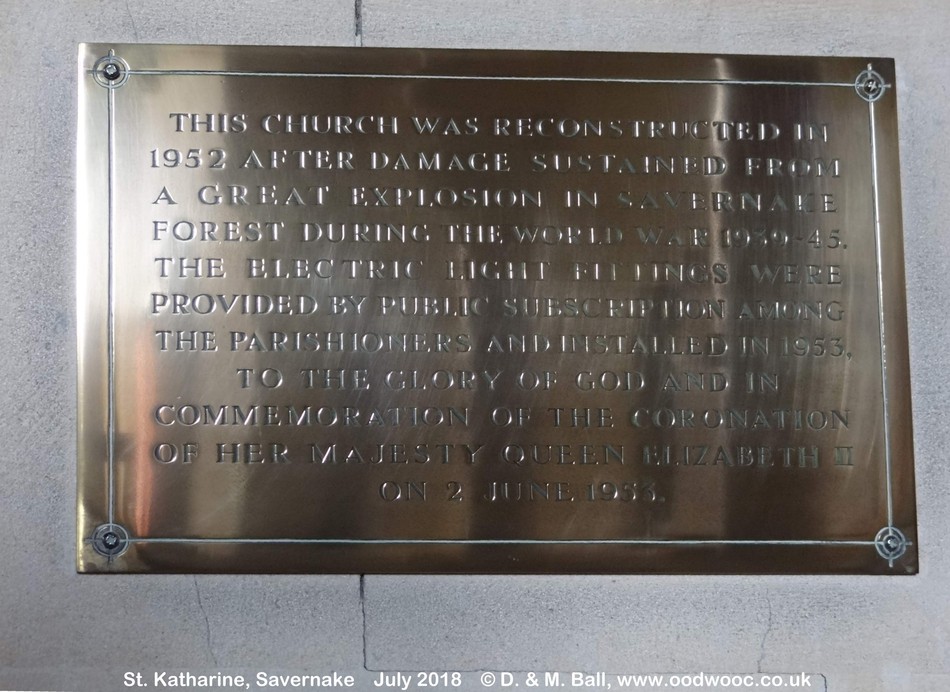 THIS CHURCH WAS RECONSTRUCTED IN
1952 AFTER DAMAGE SUSTAINED FROM
A GREAT EXPLOSION IN SAVERNAKE
FOREST DURING THE WORLD WAR 1939-45.
THE ELECTRIC LIGHT FITTINGS WERE
PROVIDED BY PUBLIC SUBSCRIPTION AMONG
THE PARISHIONERS AND INSTALLED IN 1953,
TO THE GLORY OF GOD AND IN
COMMEMORATION OF THE CORONATION
OF HER MAJESTY QUEEN ELIZABETH II
ON 2 JUNE 1953.
St. Katharine, Savernake July 2018 © D. & M. Ball, www.oodwooc.co.uk